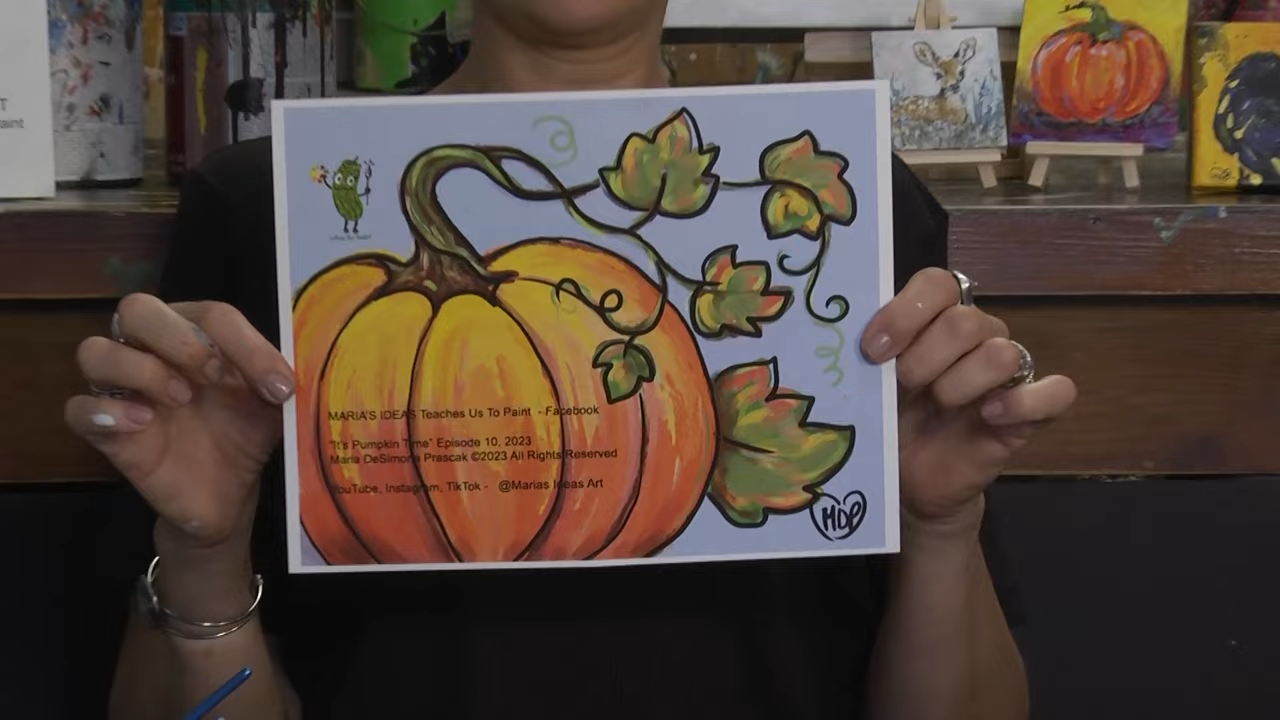 T
aint
MARIA'S IDEAS Teaches Us To Paint - Facebook
"It's Pumpkin Time" Episode 10, 2023
Maria DeSimone Prascak ©2023 All Rights Reserved
YouTube, Instagram, TikTok - @Marias Ideas Art
MDP